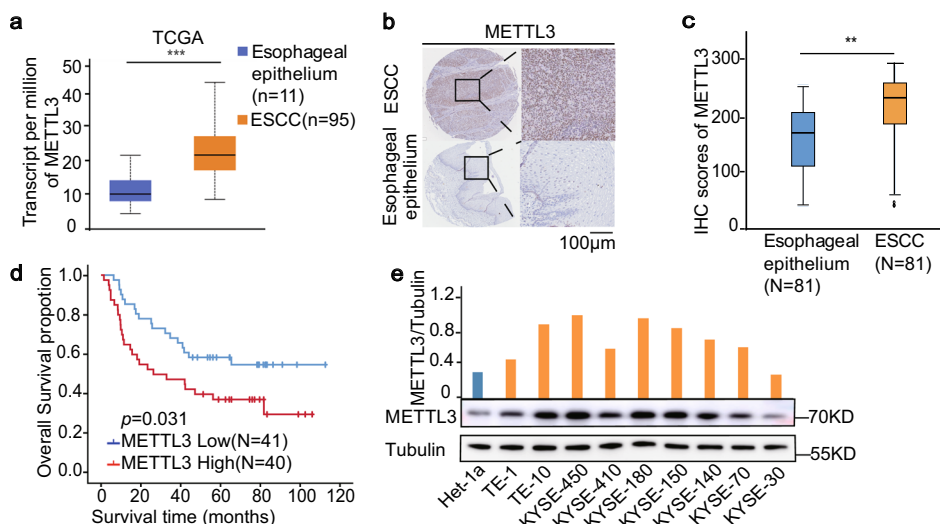 a
TCGA
***
Transcript per million
of METTL3
50
40
30
20
10
0
Esophageal
epithelium
(n=11)
ESCC(n=95)
b
METTL3
ESCC
Esophageal
epithelium
100μm
c
**
IHC scores of METTL3
300
200
100
0
Esophageal
epithelium
(N=81)
ESCC
(N=81)
d
Overall Survival propotion
1.0
0.8
0.6
0.4
0.2
0.0
p=0.031
METTL3 Low(N=41)
METTL3 High(N=40)
0 20 40 60 80 100 120
Survival time (months)
e
METTL3/Tubulin
1.2
0.8
0.4
0
METTL3
70KD
Tubulin
55KD
Het-1a
TE-1
TE-10
KYSE-450
KYSE-410
KYSE-180
KYSE-150
KYSE-140
KYSE-70
KYSE-30